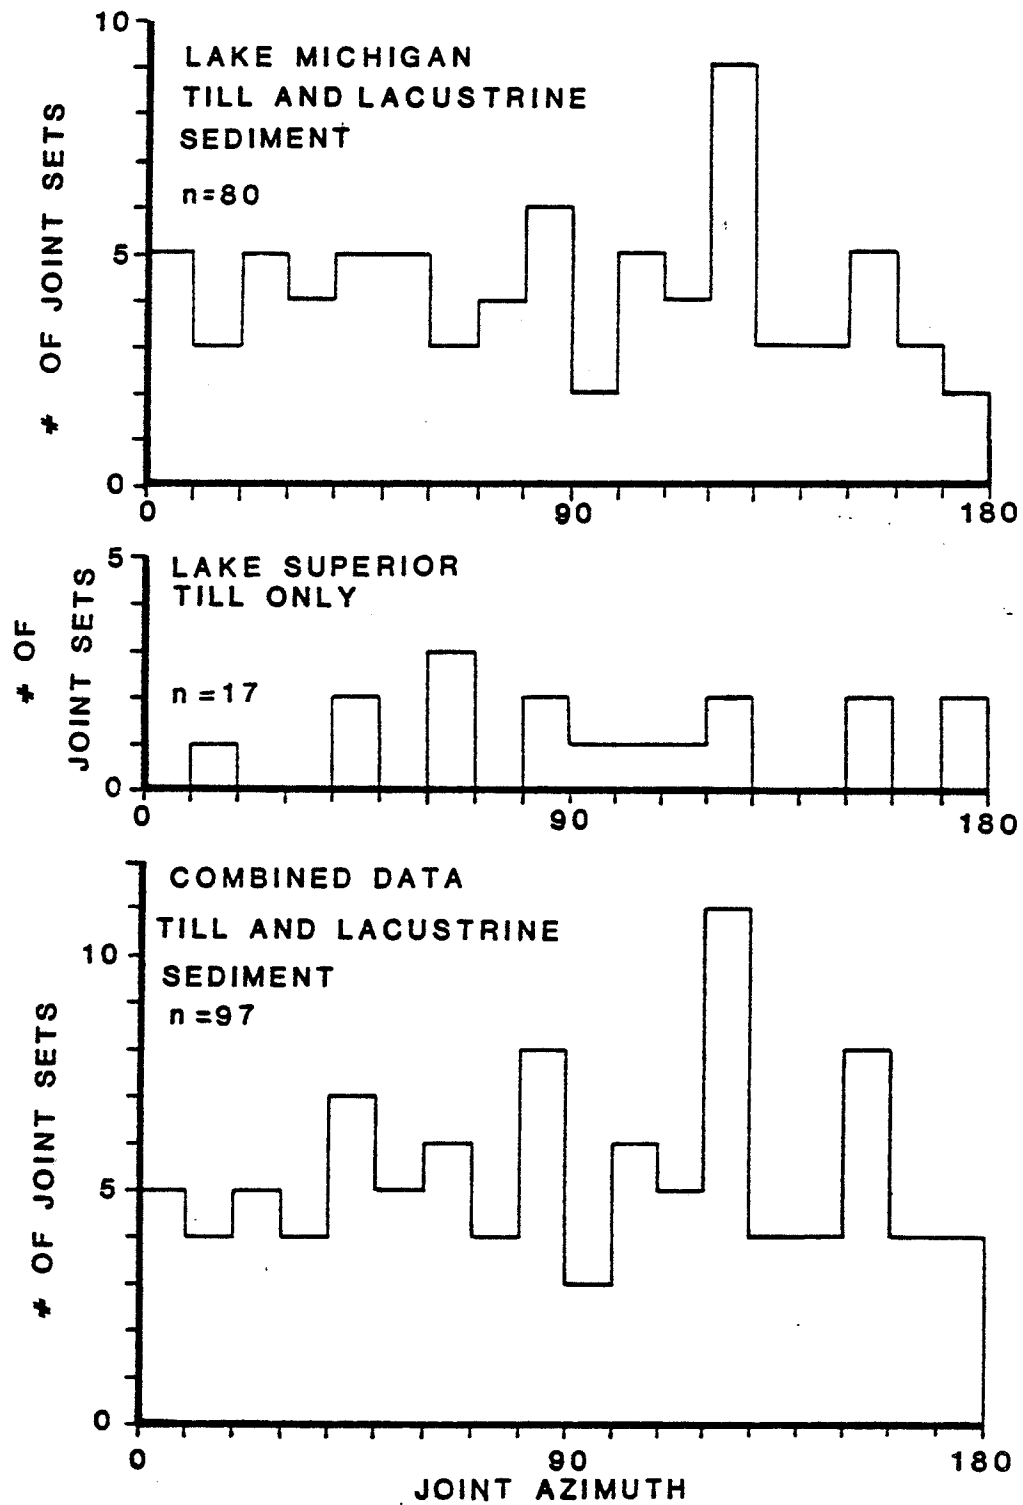 10
LAKE MICHIGAN
TILL AND LACUSTRINE
SEDIMENT
n=80
# OF JOINT SETS
5
0
0 90 180
5
LAKE SUPERIOR
TILL ONLY
# OF
JOINT SETS
n=17
0
0 90 180
COMBINED DATA
TILL AND LACUSTRINE
10
SEDIMENT
n=97
# OF JOINT SETS
5
0
0 90 180
JOINT AZIMUTH